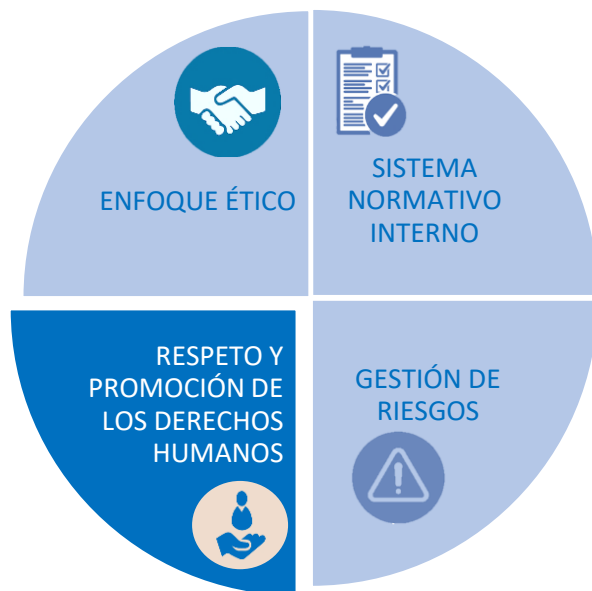 ENFOQUE ÉTICO
SISTEMA
NORMATIVO
INTERNO
RESPETO Y
PROMOCIÓN DE
LOS DERECHOS
HUMANOS
GESTIÓN DE
RIESGOS